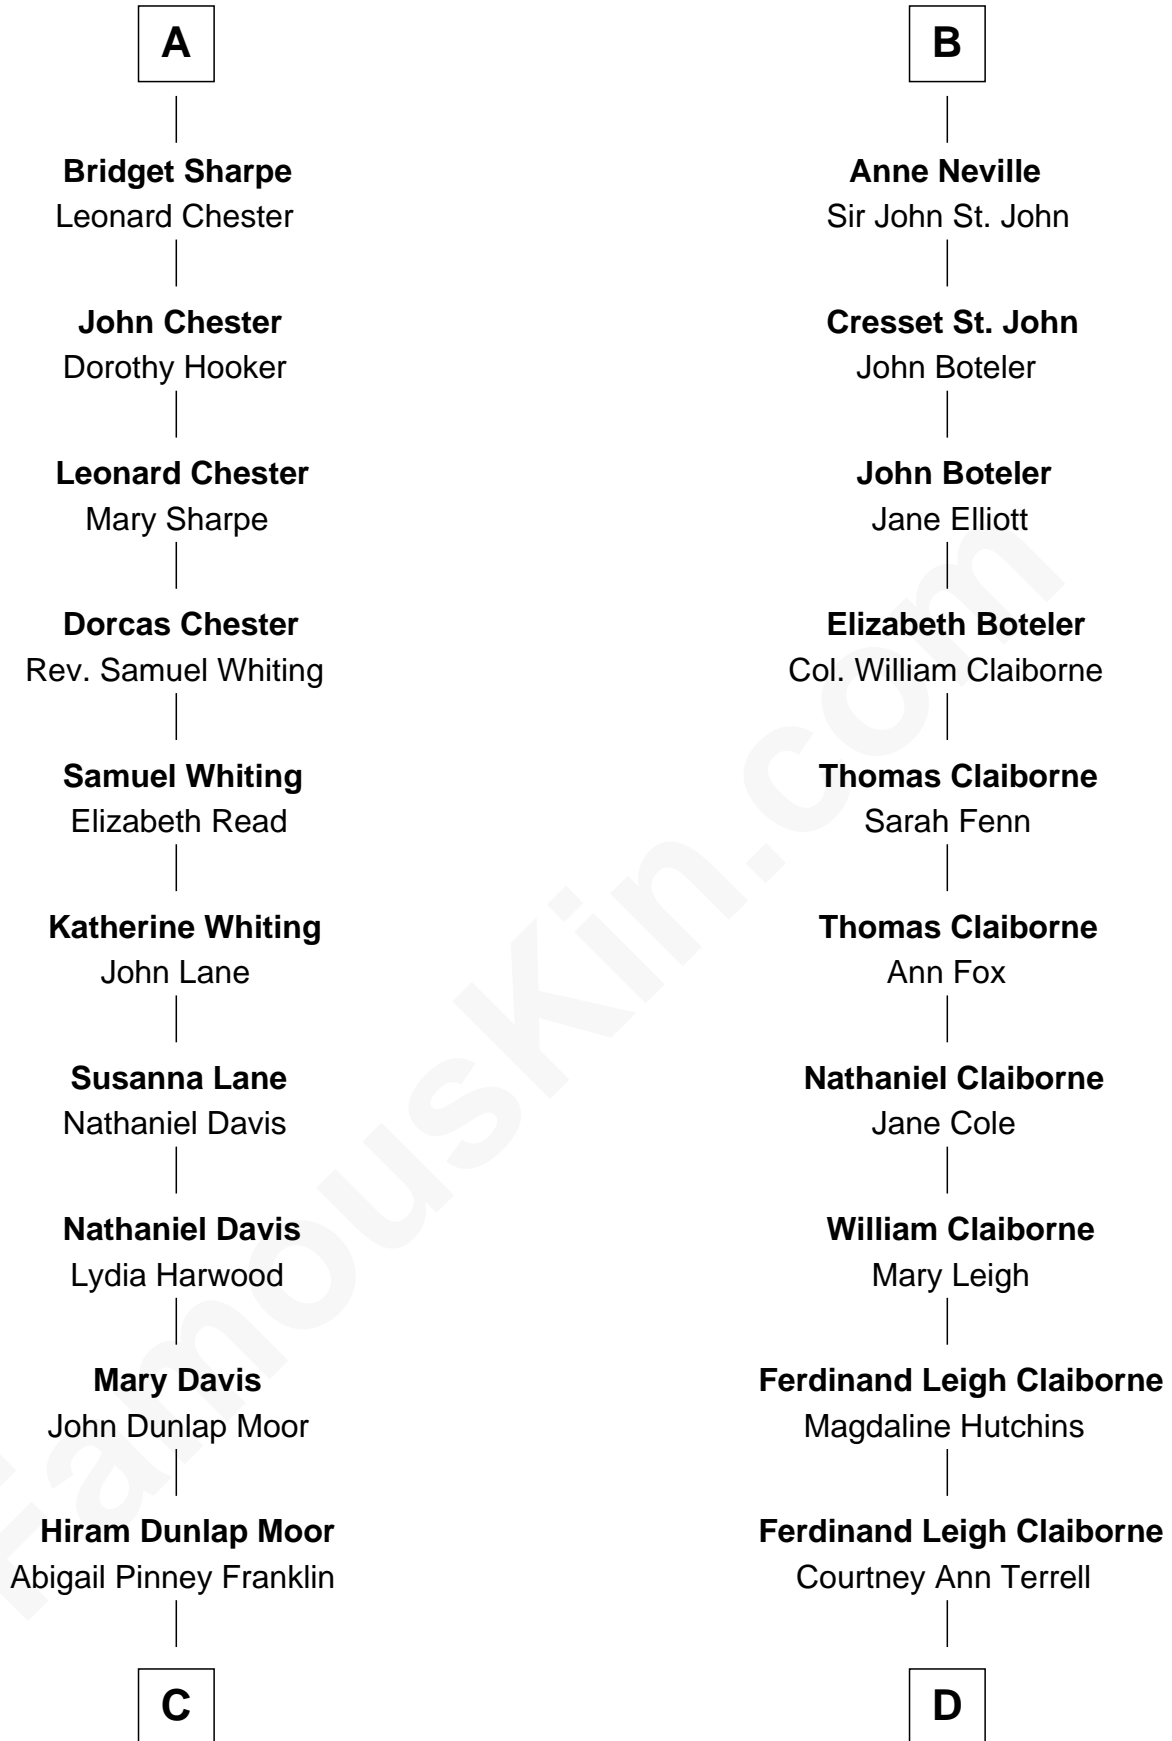 A
Bridget Sharpe
Leonard Chester
John Chester
Dorothy Hooker
Leonard Chester
Mary Sharpe
Dorcas Chester
Rev. Samuel Whiting
Samuel Whiting
Elizabeth Read
Katherine Whiting
John Lane
Susanna Lane
Nathaniel Davis
Nathaniel Davis
Lydia Harwood
Mary Davis
John Dunlap Moor
Hiram Dunlap Moor
Abigail Pinney Franklin
C
B
Anne Neville
Sir John St. John
Cresset St. John
John Boteler
John Boteler
Jane Elliott
Elizabeth Boteler
Col. William Claiborne
Thomas Claiborne
Sarah Fenn
Thomas Claiborne
Ann Fox
Nathaniel Claiborne
Jane Cole
William Claiborne
Mary Leigh
Ferdinand Leigh Claiborne
Magdaline Hutchins
Ferdinand Leigh Claiborne
Courtney Ann Terrell
D
FamousKin.com